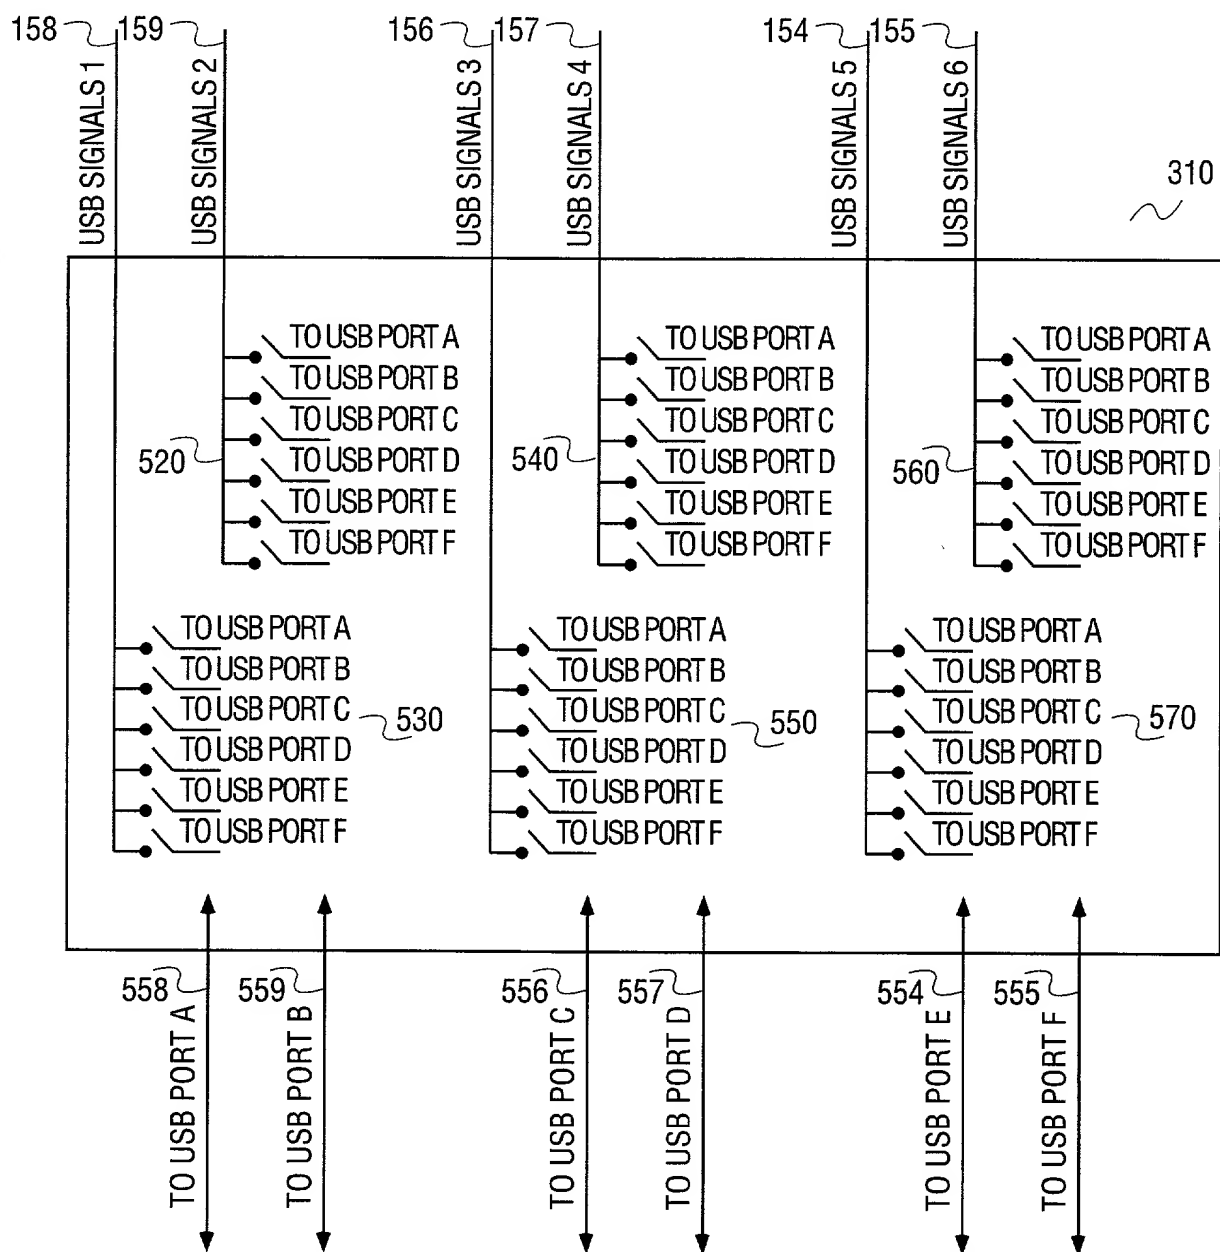 158
159
156
157
154
155
USB SIGNALS 1
USB SIGNALS 2
USB SIGNALS 3
USB SIGNALS 4
USB SIGNALS 5
USB SIGNALS 6
310
TO USB PORT A
TO USB PORT B
TO USB PORT C
TO USB PORT D
TO USB PORT E
TO USB PORT F
520
TO USB PORT A
TO USB PORT B
TO USB PORT C
TO USB PORT D
TO USB PORT E
TO USB PORT F
540
TO USB PORT A
TO USB PORT B
TO USB PORT C
TO USB PORT D
TO USB PORT E
TO USB PORT F
560
TO USB PORT A
TO USB PORT B
TO USB PORT C
TO USB PORT D
TO USB PORT E
TO USB PORT F
530
TO USB PORT A
TO USB PORT B
TO USB PORT C
TO USB PORT D
TO USB PORT E
TO USB PORT F
550
TO USB PORT A
TO USB PORT B
TO USB PORT C
TO USB PORT D
TO USB PORT E
TO USB PORT F
570
558
559
556
557
554
555
TO USB PORT A
TO USB PORT B
TO USB PORT C
TO USB PORT D
TO USB PORT E
TO USB PORT F